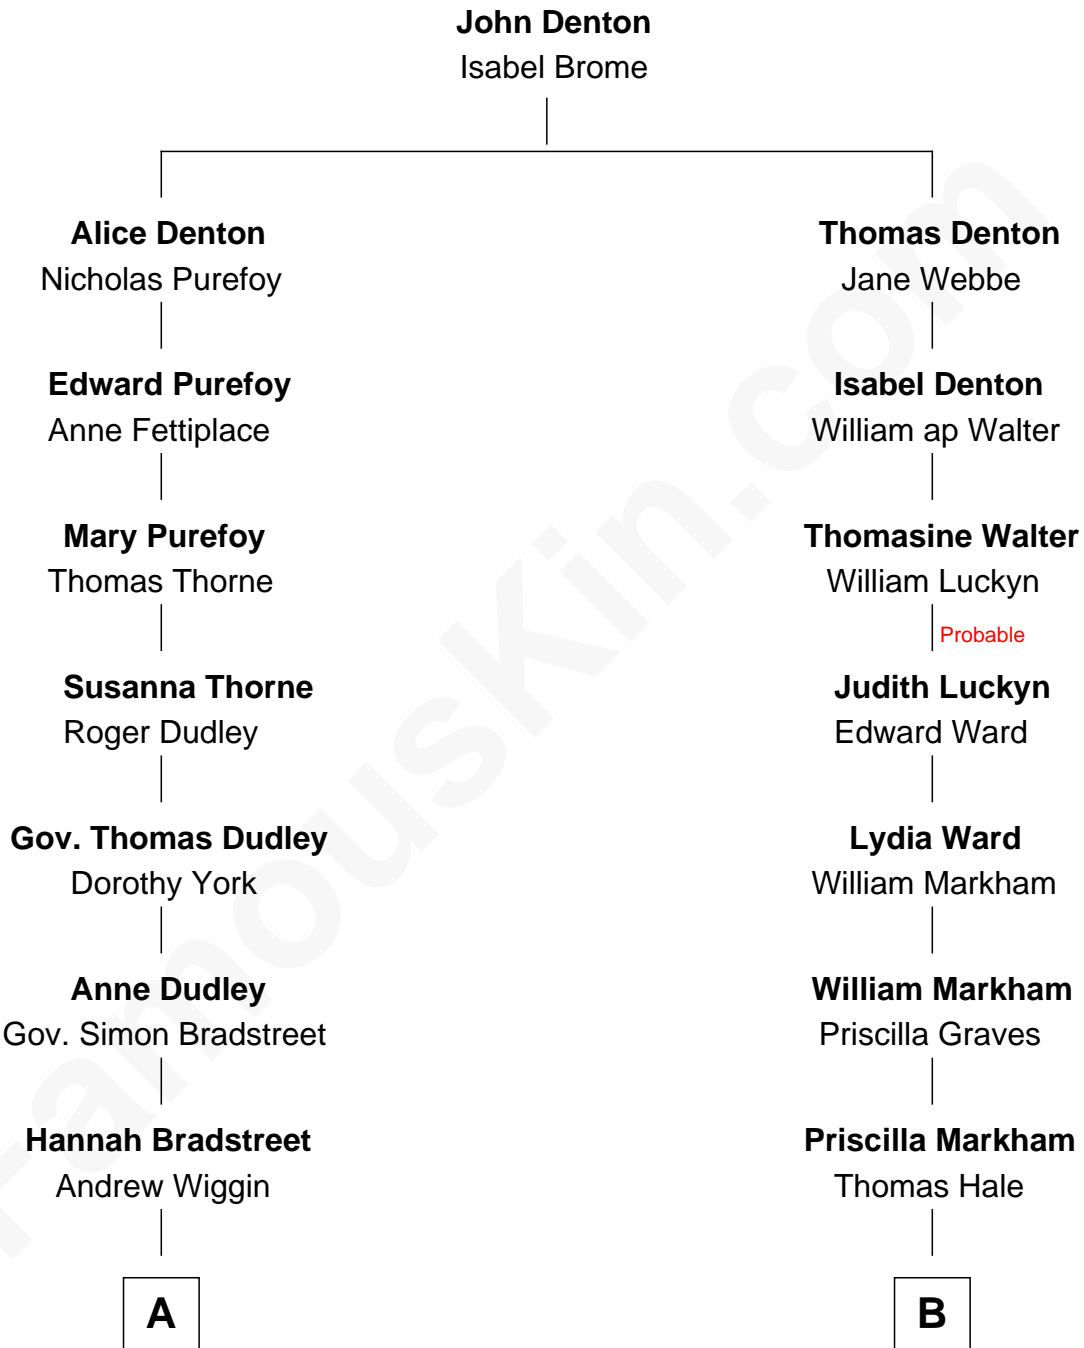 John Denton
Isabel Brome
Alice Denton
Nicholas Purefoy
Edward Purefoy
Anne Fettiplace
Mary Purefoy
Thomas Thorne
Susanna Thorne
Roger Dudley
Gov. Thomas Dudley
Dorothy York
Anne Dudley
Gov. Simon Bradstreet
Hannah Bradstreet
Andrew Wiggin
A
Thomas Denton
Jane Webbe
Isabel Denton
William ap Walter
Thomasine Walter
William Luckyn
Probable
Judith Luckyn
Edward Ward
Lydia Ward
William Markham
William Markham
Priscilla Graves
Priscilla Markham
Thomas Hale
B
FamousKin.com